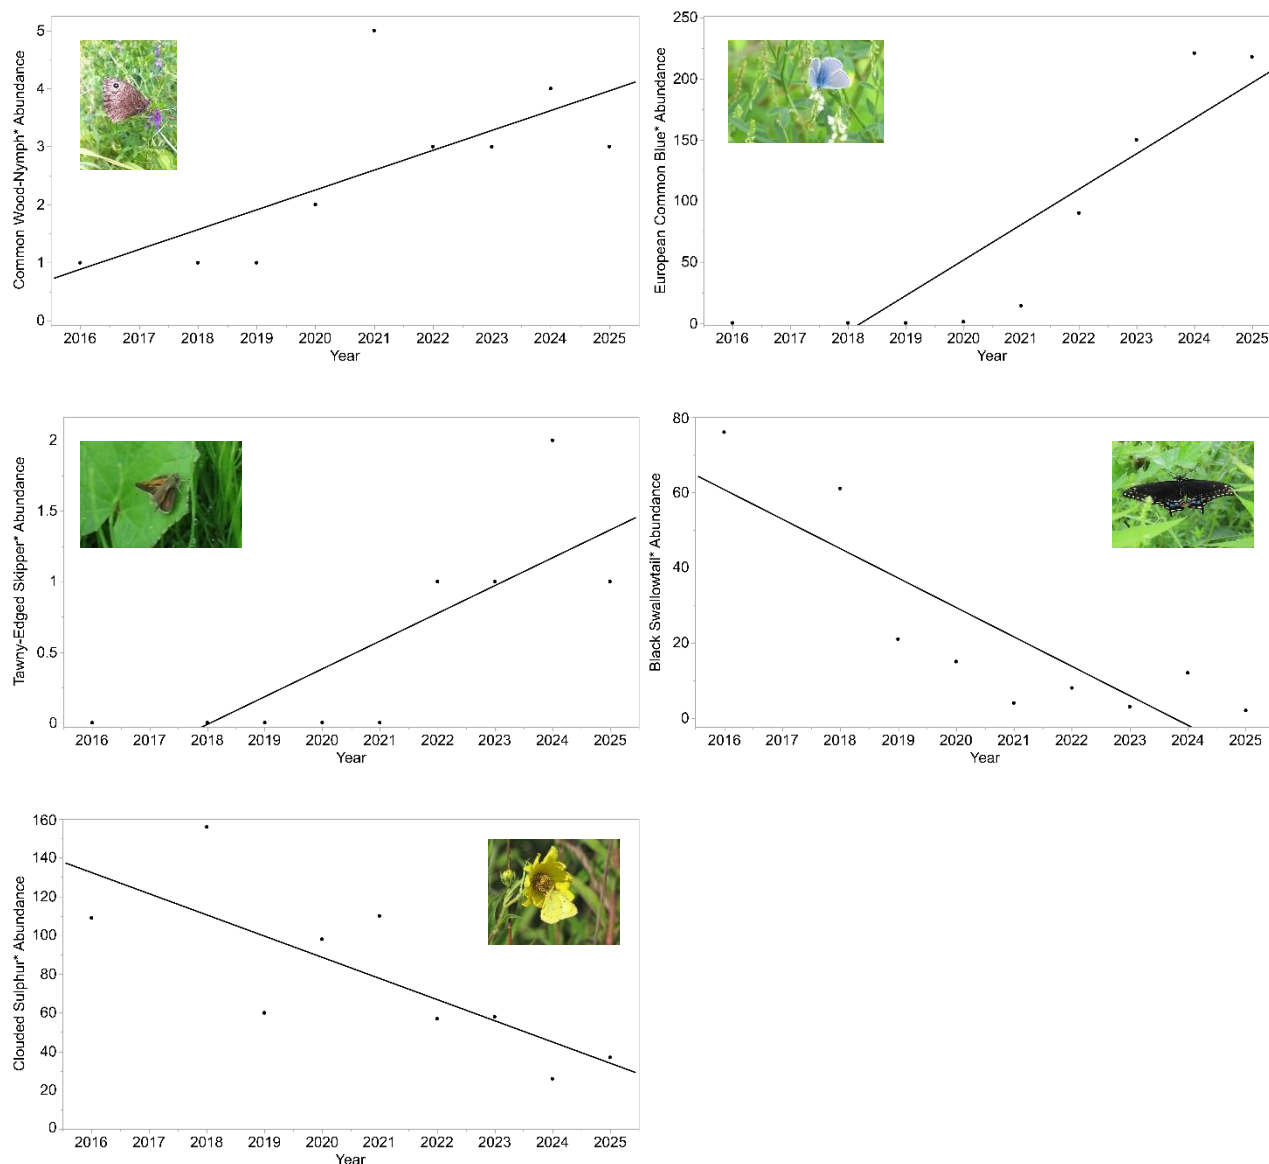 Common Wood-Nymph* Abundance
5
4
3
2
1
0
2016 2017 2018 2019 2020 2021 2022 2023 2024 2025
Year
European Common Blue* Abundance
250
200
150
100
50
0
2016 2017 2018 2019 2020 2021 2022 2023 2024 2025
Year
Tawny-Edged Skipper* Abundance
2
1.5
1
0.5
0
2016 2017 2018 2019 2020 2021 2022 2023 2024 2025
Year
Black Swallowtail* Abundance
80
60
40
20
0
2016 2017 2018 2019 2020 2021 2022 2023 2024 2025
Year
Clouded Sulphur* Abundance
160
140
120
100
80
60
40
20
0
2016 2017 2018 2019 2020 2021 2022 2023 2024 2025
Year